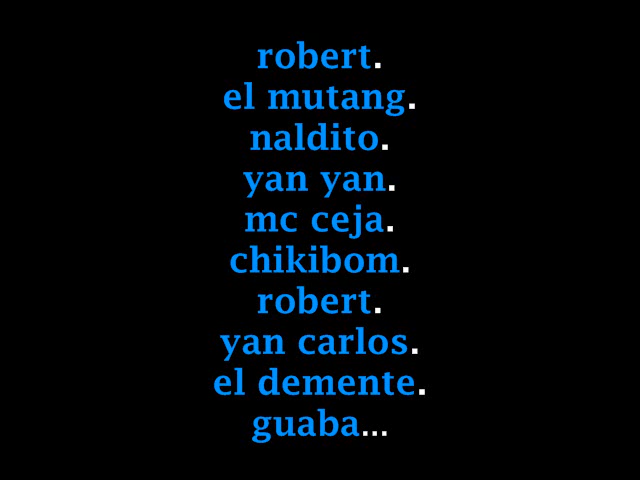 robert.
el mutang.
naldito.
yan yan.
mc ceja.
chikibom.
robert.
yan carlos.
el demente.
guaba...